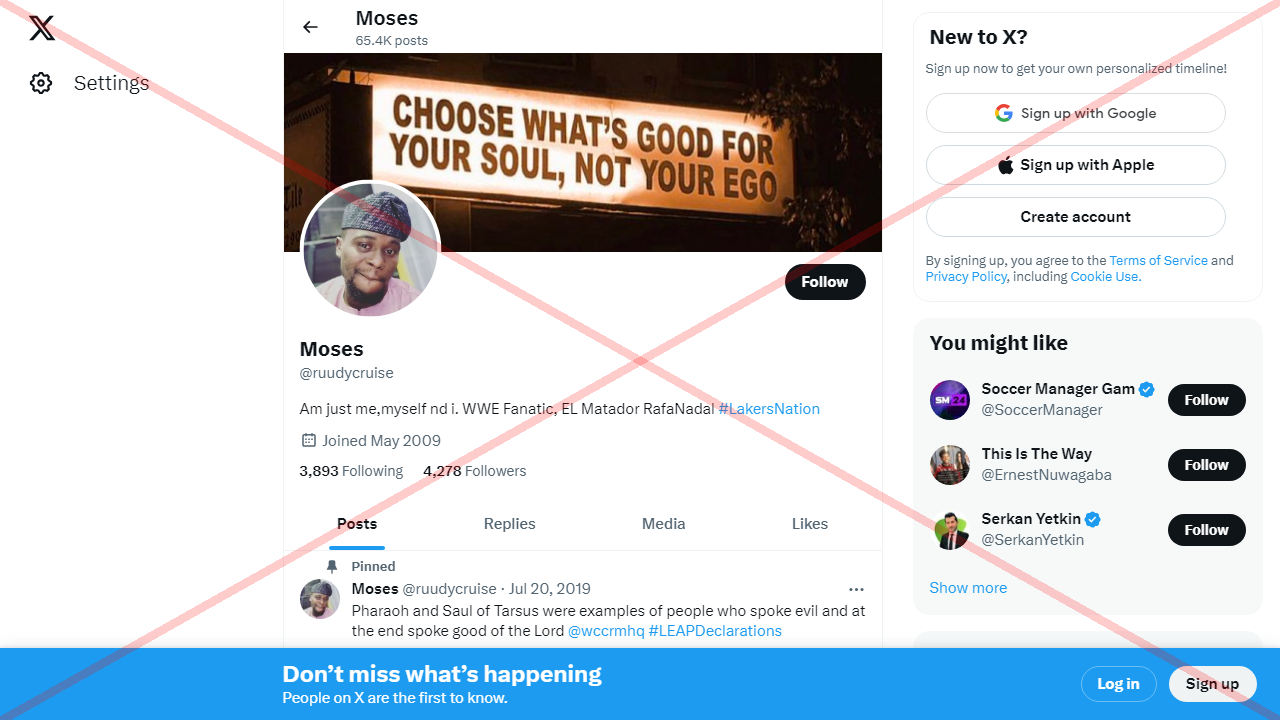 Settings
Moses
65.4K posts
CHOOSE WHAT'S GOOD FOR
YOUR SOUL, NOT YOUR EGO
Follow
Moses
@ruudycruise
Am just me,myself nd i. WWE Fanatic, EL Matador RafaNadal #LakersNation
Joined May 2009
3,893 Following 4,278 Followers
Posts Replies Media Likes
Pinned
Moses @ruudycruise · Jul 20, 2019
Pharaoh and Saul of Tarsus were examples of people who spoke evil and at
the end spoke good of the Lord @wccrmhq #LEAPDeclarations
New to X?
Sign up now to get your own personalized timeline!
Sign up with Google
Sign up with Apple
Create account
By signing up, you agree to the Terms of Service and
Privacy Policy, including Cookie Use.
You might like
Soccer Manager Gam
@SoccerManager
Follow
SM24
This Is The Way
@ErnestNuwagaba
Follow
Serkan Yetkin
@SerkanYetkin
Follow
Show more
Don't miss what's happening
People on X are the first to know.
Log in
Sign up